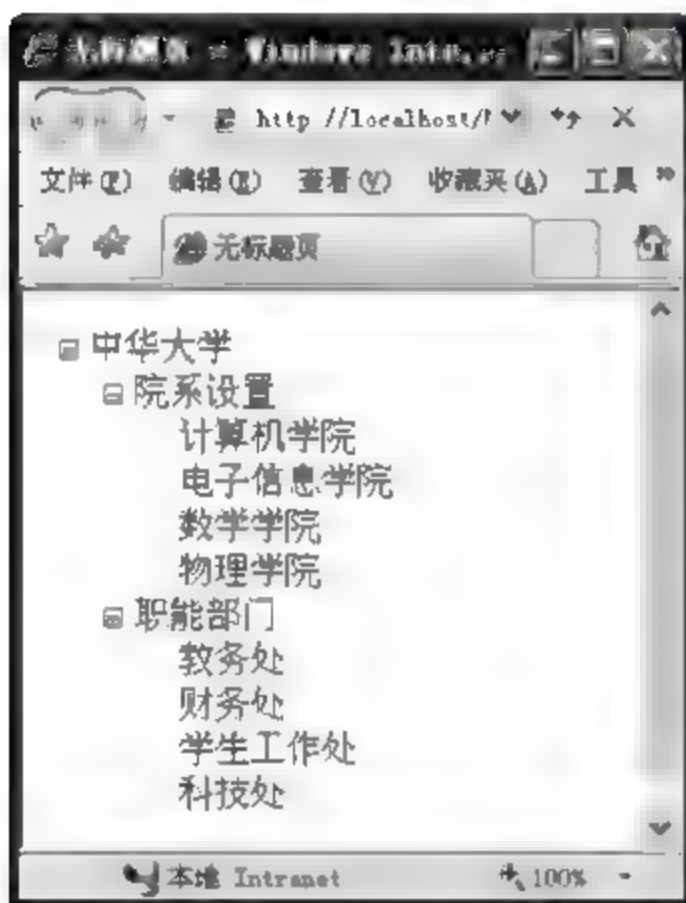 http://localhost/
文件(F) 编辑(E) 查看(V) 收藏夹(A) 工具 »
无标题页
中华大学
院系设置
计算机学院
电子信息学院
数学学院
物理学院
职能部门
教务处
财务处
学生工作处
科技处
本地 Intranet 100%